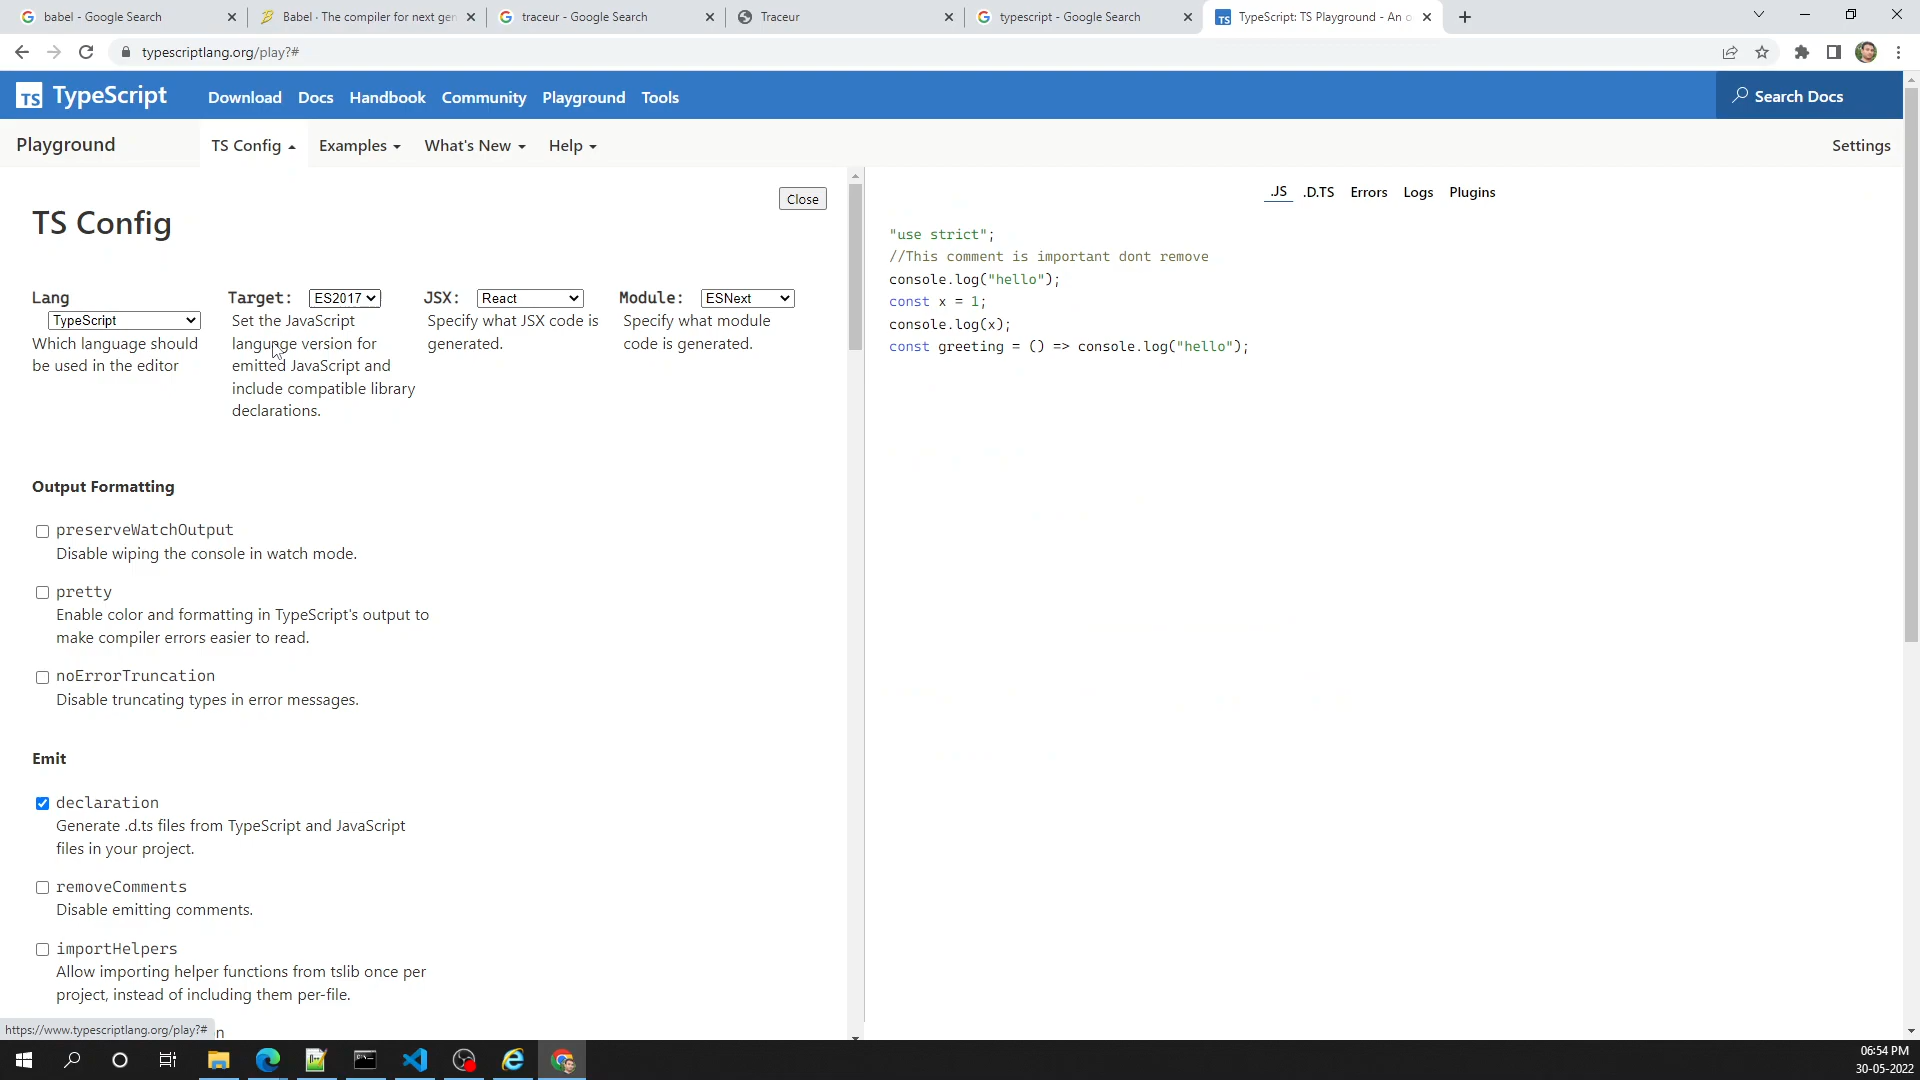 babel - Google Search
Babel · The compiler for next gen
traceur - Google Search
Traceur
typescript - Google Search
TS TypeScript: TS Playground - An o
typescriptlang.org/play?#
TS TypeScript
Download Docs Handbook Community Playground Tools
Search Docs
Playground
TS Config Examples What's New Help
Settings
Close
TS Config
Lang
TypeScript
Which language should
be used in the editor
Target: ES2017
Set the JavaScript
language version for
emitted JavaScript and
include compatible library
declarations.
JSX: React
Specify what JSX code is
generated.
Module: ESNext
Specify what module
code is generated.
Output Formatting
preserveWatchOutput
Disable wiping the console in watch mode.
pretty
Enable color and formatting in TypeScript's output to
make compiler errors easier to read.
noErrorTruncation
Disable truncating types in error messages.
Emit
declaration
Generate .d.ts files from TypeScript and JavaScript
files in your project.
removeComments
Disable emitting comments.
importHelpers
Allow importing helper functions from tslib once per
project, instead of including them per-file.
https://www.typescriptlang.org/play?#
.JS .D.TS Errors Logs Plugins
"use strict";
//This comment is important dont remove
console.log("hello");
const x = 1;
console.log(x);
const greeting = () => console.log("hello");
06:54 PM
30-05-2022